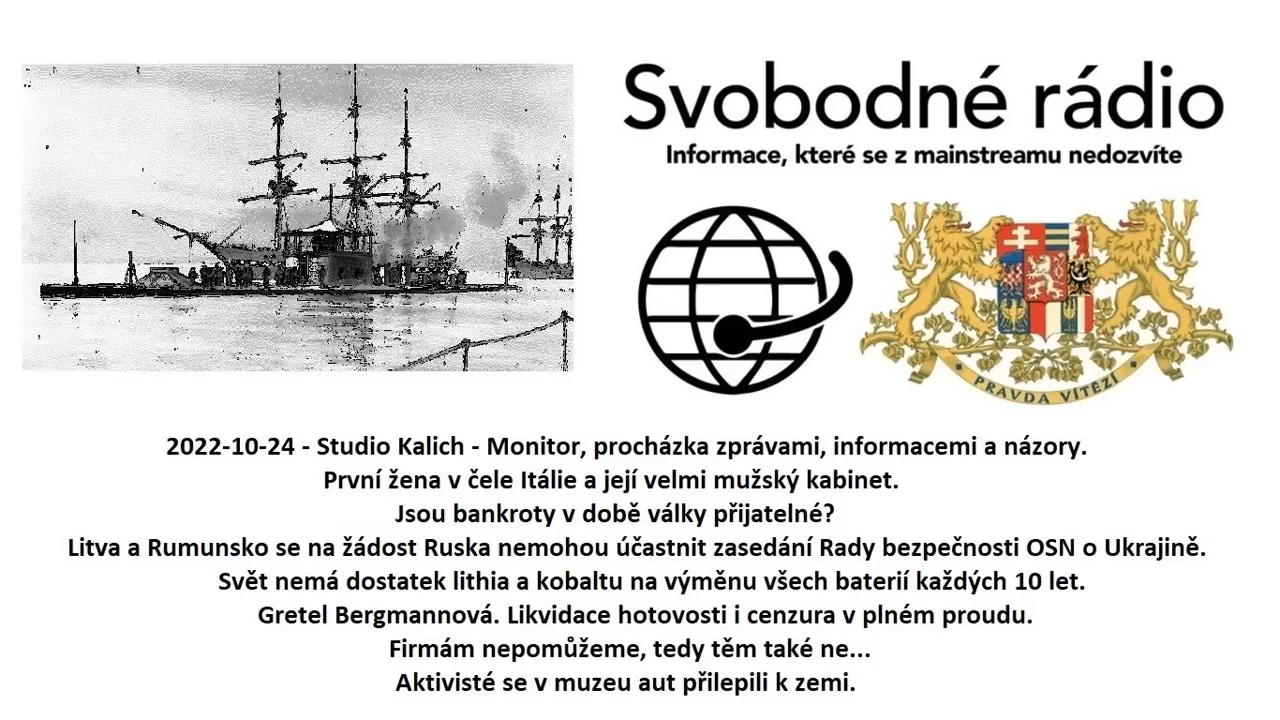 Svobodné rádio
Informace, které se z mainstreamu nedozvíte
PRAVDA VÍTĚZÍ
2022-10-24 - Studio Kalich - Monitor, procházka zprávami, informacemi a názory.
První žena v čele Itálie a její velmi mužský kabinet.
Jsou bankroty v době války přijatelné?
Litva a Rumunsko se na žádost Ruska nemohou účastnit zasedání Rady bezpečnosti OSN o Ukrajině.
Svět nemá dostatek lithia a kobaltu na výměnu všech baterií každých 10 let.
Gretel Bergmannová. Likvidace hotovosti i cenzura v plném proudu.
Firmám nepomůžeme, tedy těm také ne...
Aktivisté se v muzeu aut přilepili k zemi.